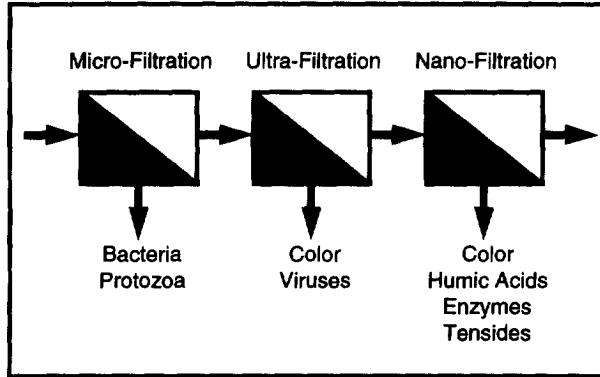 Micro-Filtration
Ultra-Filtration
Nano-Filtration
Bacteria
Protozoa
Color
Viruses
Color
Humic Acids
Enzymes
Tensides